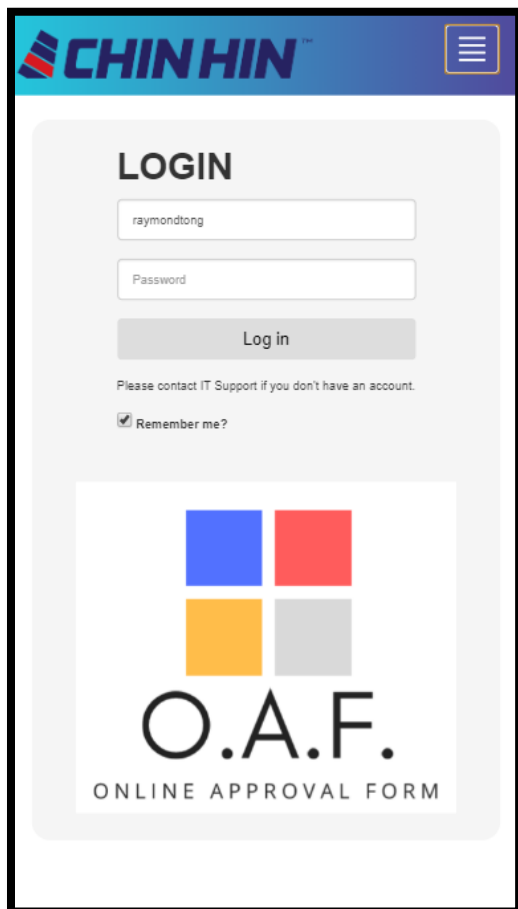 CHIN HIN™
LOGIN
raymondtong
Password
Log in
Please contact IT Support if you don't have an account.
Remember me?
O.A.F.
ONLINE APPROVAL FORM